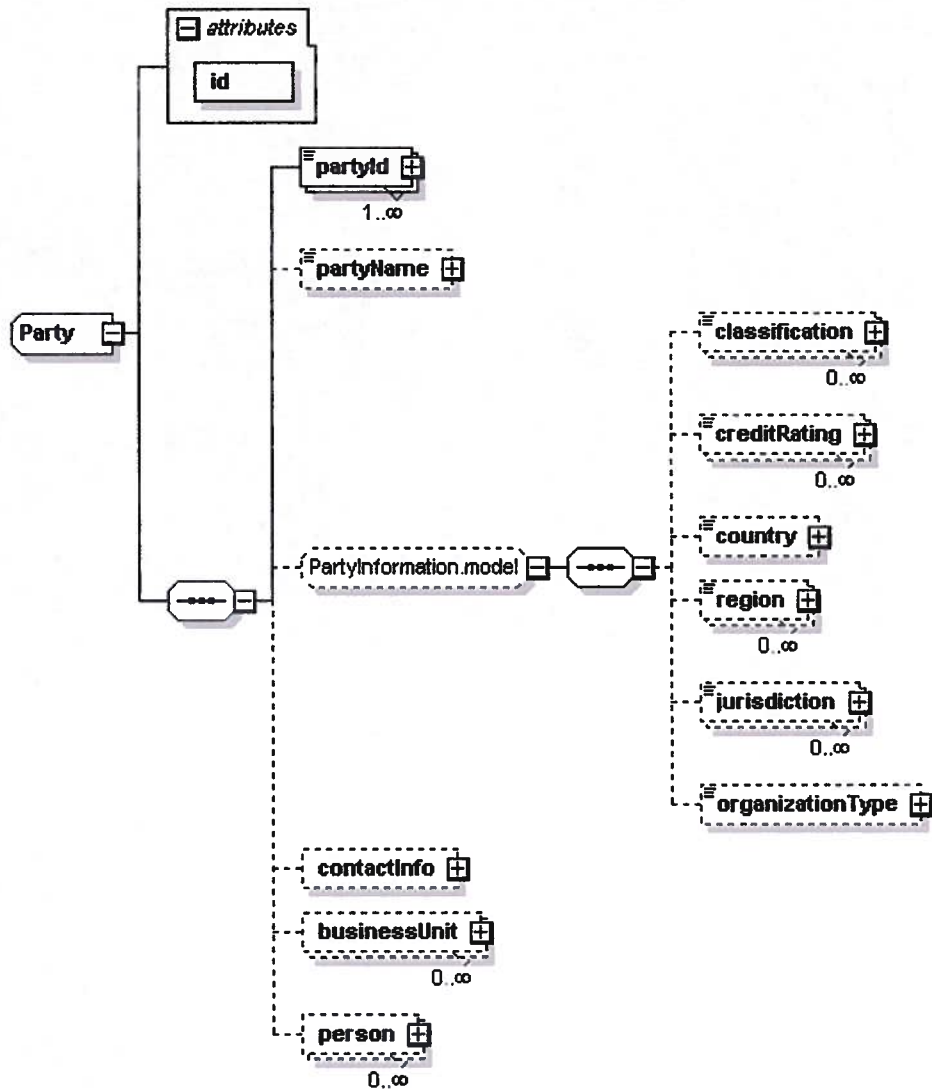 attributes
id
partyId
1..∞
partyName
Party
classification
0..∞
creditRating
0..∞
country
PartyInformation.model
region
0..∞
jurisdiction
0..∞
organizationType
contactInfo
businessUnit
0..∞
person
0..∞